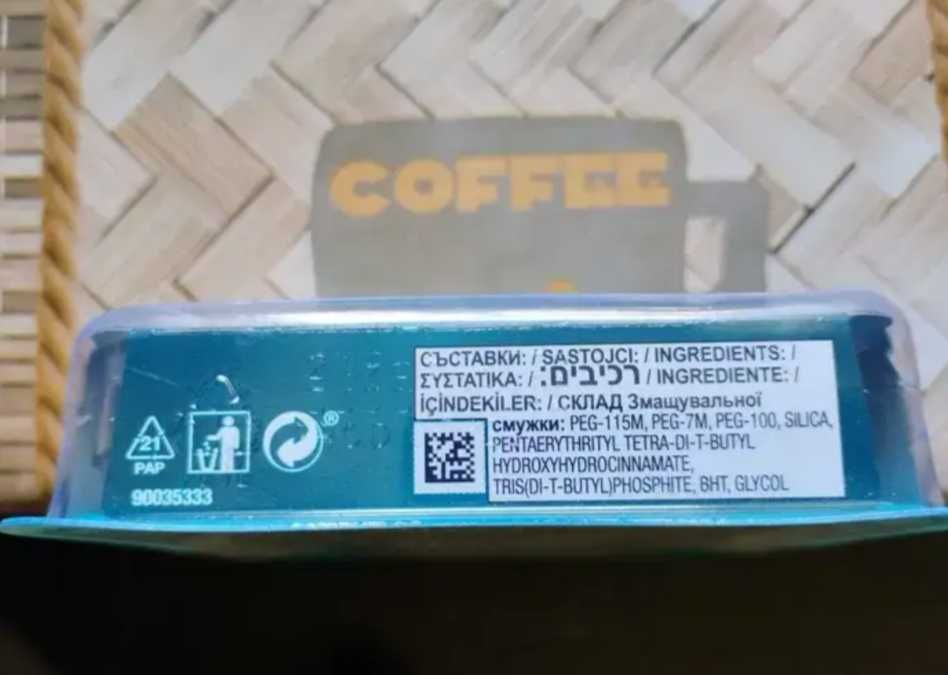 COFFEE
СЪСТАВКИ: / SASTOJCI: / INGREDIENTS: /
ΣΥΣΤΑΤΙΚΑ: / רכיבים: / INGREDIENTE: /
İÇİNDEKİLER: / СКЛАД Змащувальної
смужки: PEG-115M, PEG-7M, PEG-100, SILICA,
PENTAERYTHRITYL TETRA-DI-T-BUTYL
HYDROXYHYDROCINNAMATE,
TRIS(DI-T-BUTYL)PHOSPHITE, BHT, GLYCOL
21
PAP
®
90035333